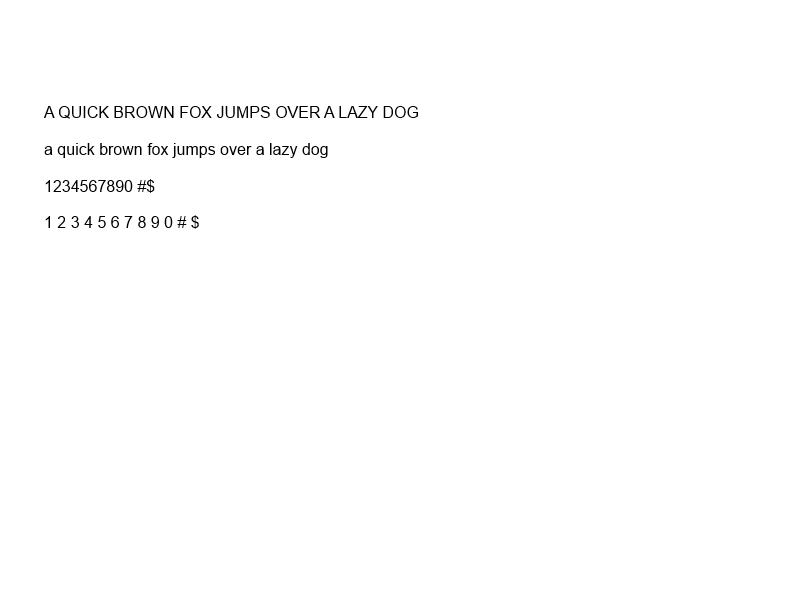 A QUICK BROWN FOX JUMPS OVER A LAZY DOG
a quick brown fox jumps over a lazy dog
1234567890 #$
1 2 3 4 5 6 7 8 9 0 # $